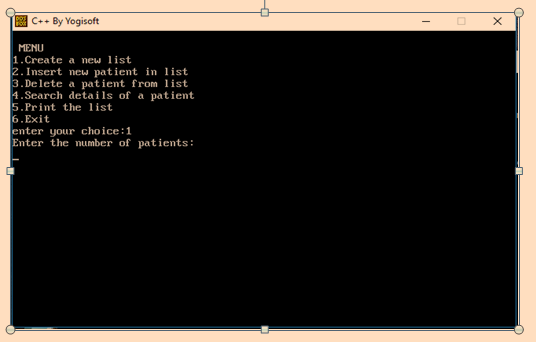 C++ By Yogisoft
MENU
1.Create a new list
2.Insert new patient in list
3.Delete a patient from list
4.Search details of a patient
5.Print the list
6.Exit
enter your choice:1
Enter the number of patients: